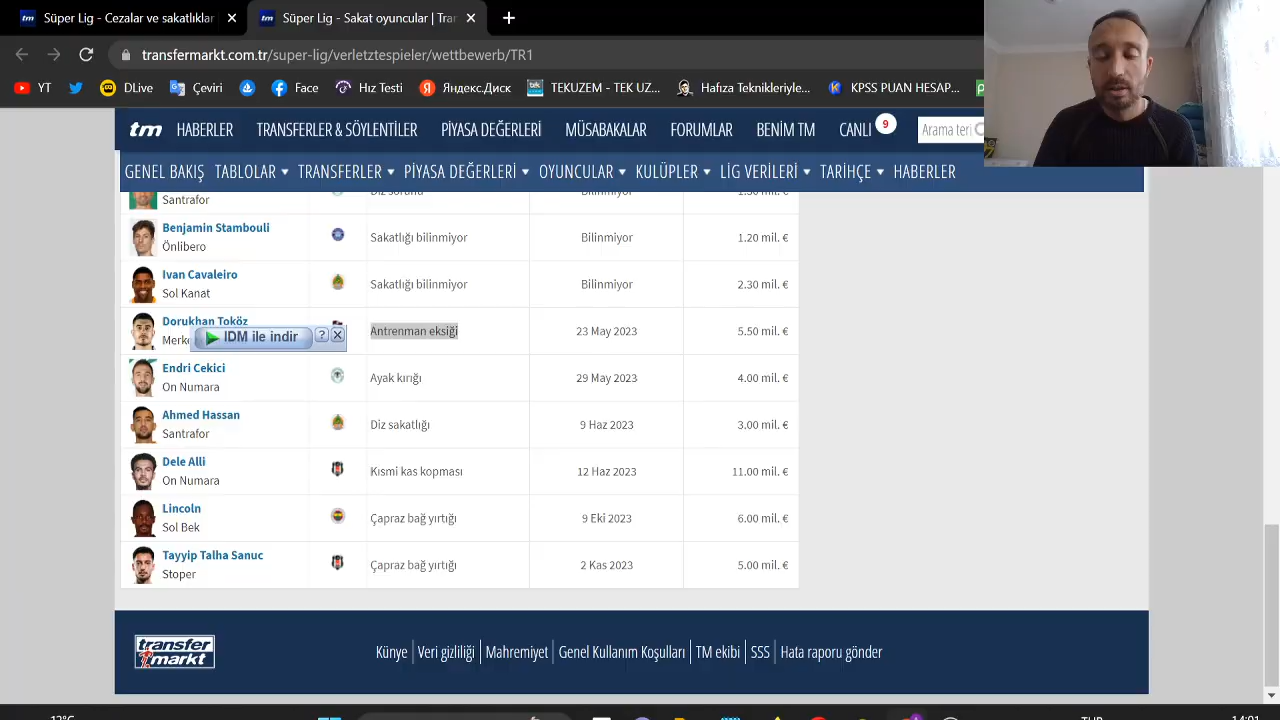 Süper Lig - Cezalar ve sakatlıklar
Süper Lig - Sakat oyuncular | Tra
transfermarkt.com.tr/super-lig/verletztespieler/wettbewerb/TR1
YT
DLive
Çeviri
Face
Hız Testi
Яндекс.Диск
TEKUZEM - TEK UZ...
Hafıza Teknikleriyle...
KPSS PUAN HESAP...
tm HABERLER TRANSFERLER & SÖYLENTİLER PİYASA DEĞERLERİ MÜSABAKALAR FORUMLAR BENİM TM CANLI 9 Arama teri
GENEL BAKIŞ TABLOLAR TRANSFERLER PİYASA DEĞERLERİ OYUNCULAR KULÜPLER LİG VERİLERİ TARİHÇE HABERLER
Santrafor
Benjamin Stambouli
Önlibero
Sakatlığı bilinmiyor Bilinmiyor 1.20 mil. €
Ivan Cavaleiro
Sol Kanat
Sakatlığı bilinmiyor Bilinmiyor 2.30 mil. €
Dorukhan Toköz
IDM ile indir ? X
Antrenman eksiği 23 May 2023 5.50 mil. €
Endri Cekici
On Numara
Ayak kırığı 29 May 2023 4.00 mil. €
Ahmed Hassan
Santrafor
Diz sakatlığı 9 Haz 2023 3.00 mil. €
Dele Alli
On Numara
Kısmi kas kopması 12 Haz 2023 11.00 mil. €
Lincoln
Sol Bek
Çapraz bağ yırtığı 9 Eki 2023 6.00 mil. €
Tayyip Talha Sanuc
Stoper
Çapraz bağ yırtığı 2 Kas 2023 5.00 mil. €
transfermarkt
Künye Veri gizliliği Mahremiyet Genel Kullanım Koşulları TM ekibi SSS Hata raporu gönder